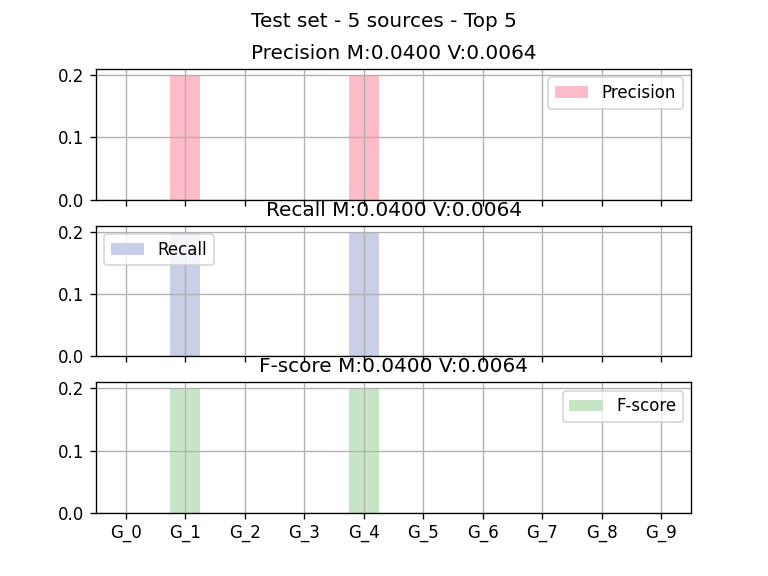 Test set - 5 sources - Top 5
Precision M:0.0400 V:0.0064
0.2
0.1
0.0
Precision
Recall M:0.0400 V:0.0064
0.2
0.1
0.0
Recall
F-score M:0.0400 V:0.0064
0.2
0.1
0.0
F-score
G_0 G_1 G_2 G_3 G_4 G_5 G_6 G_7 G_8 G_9